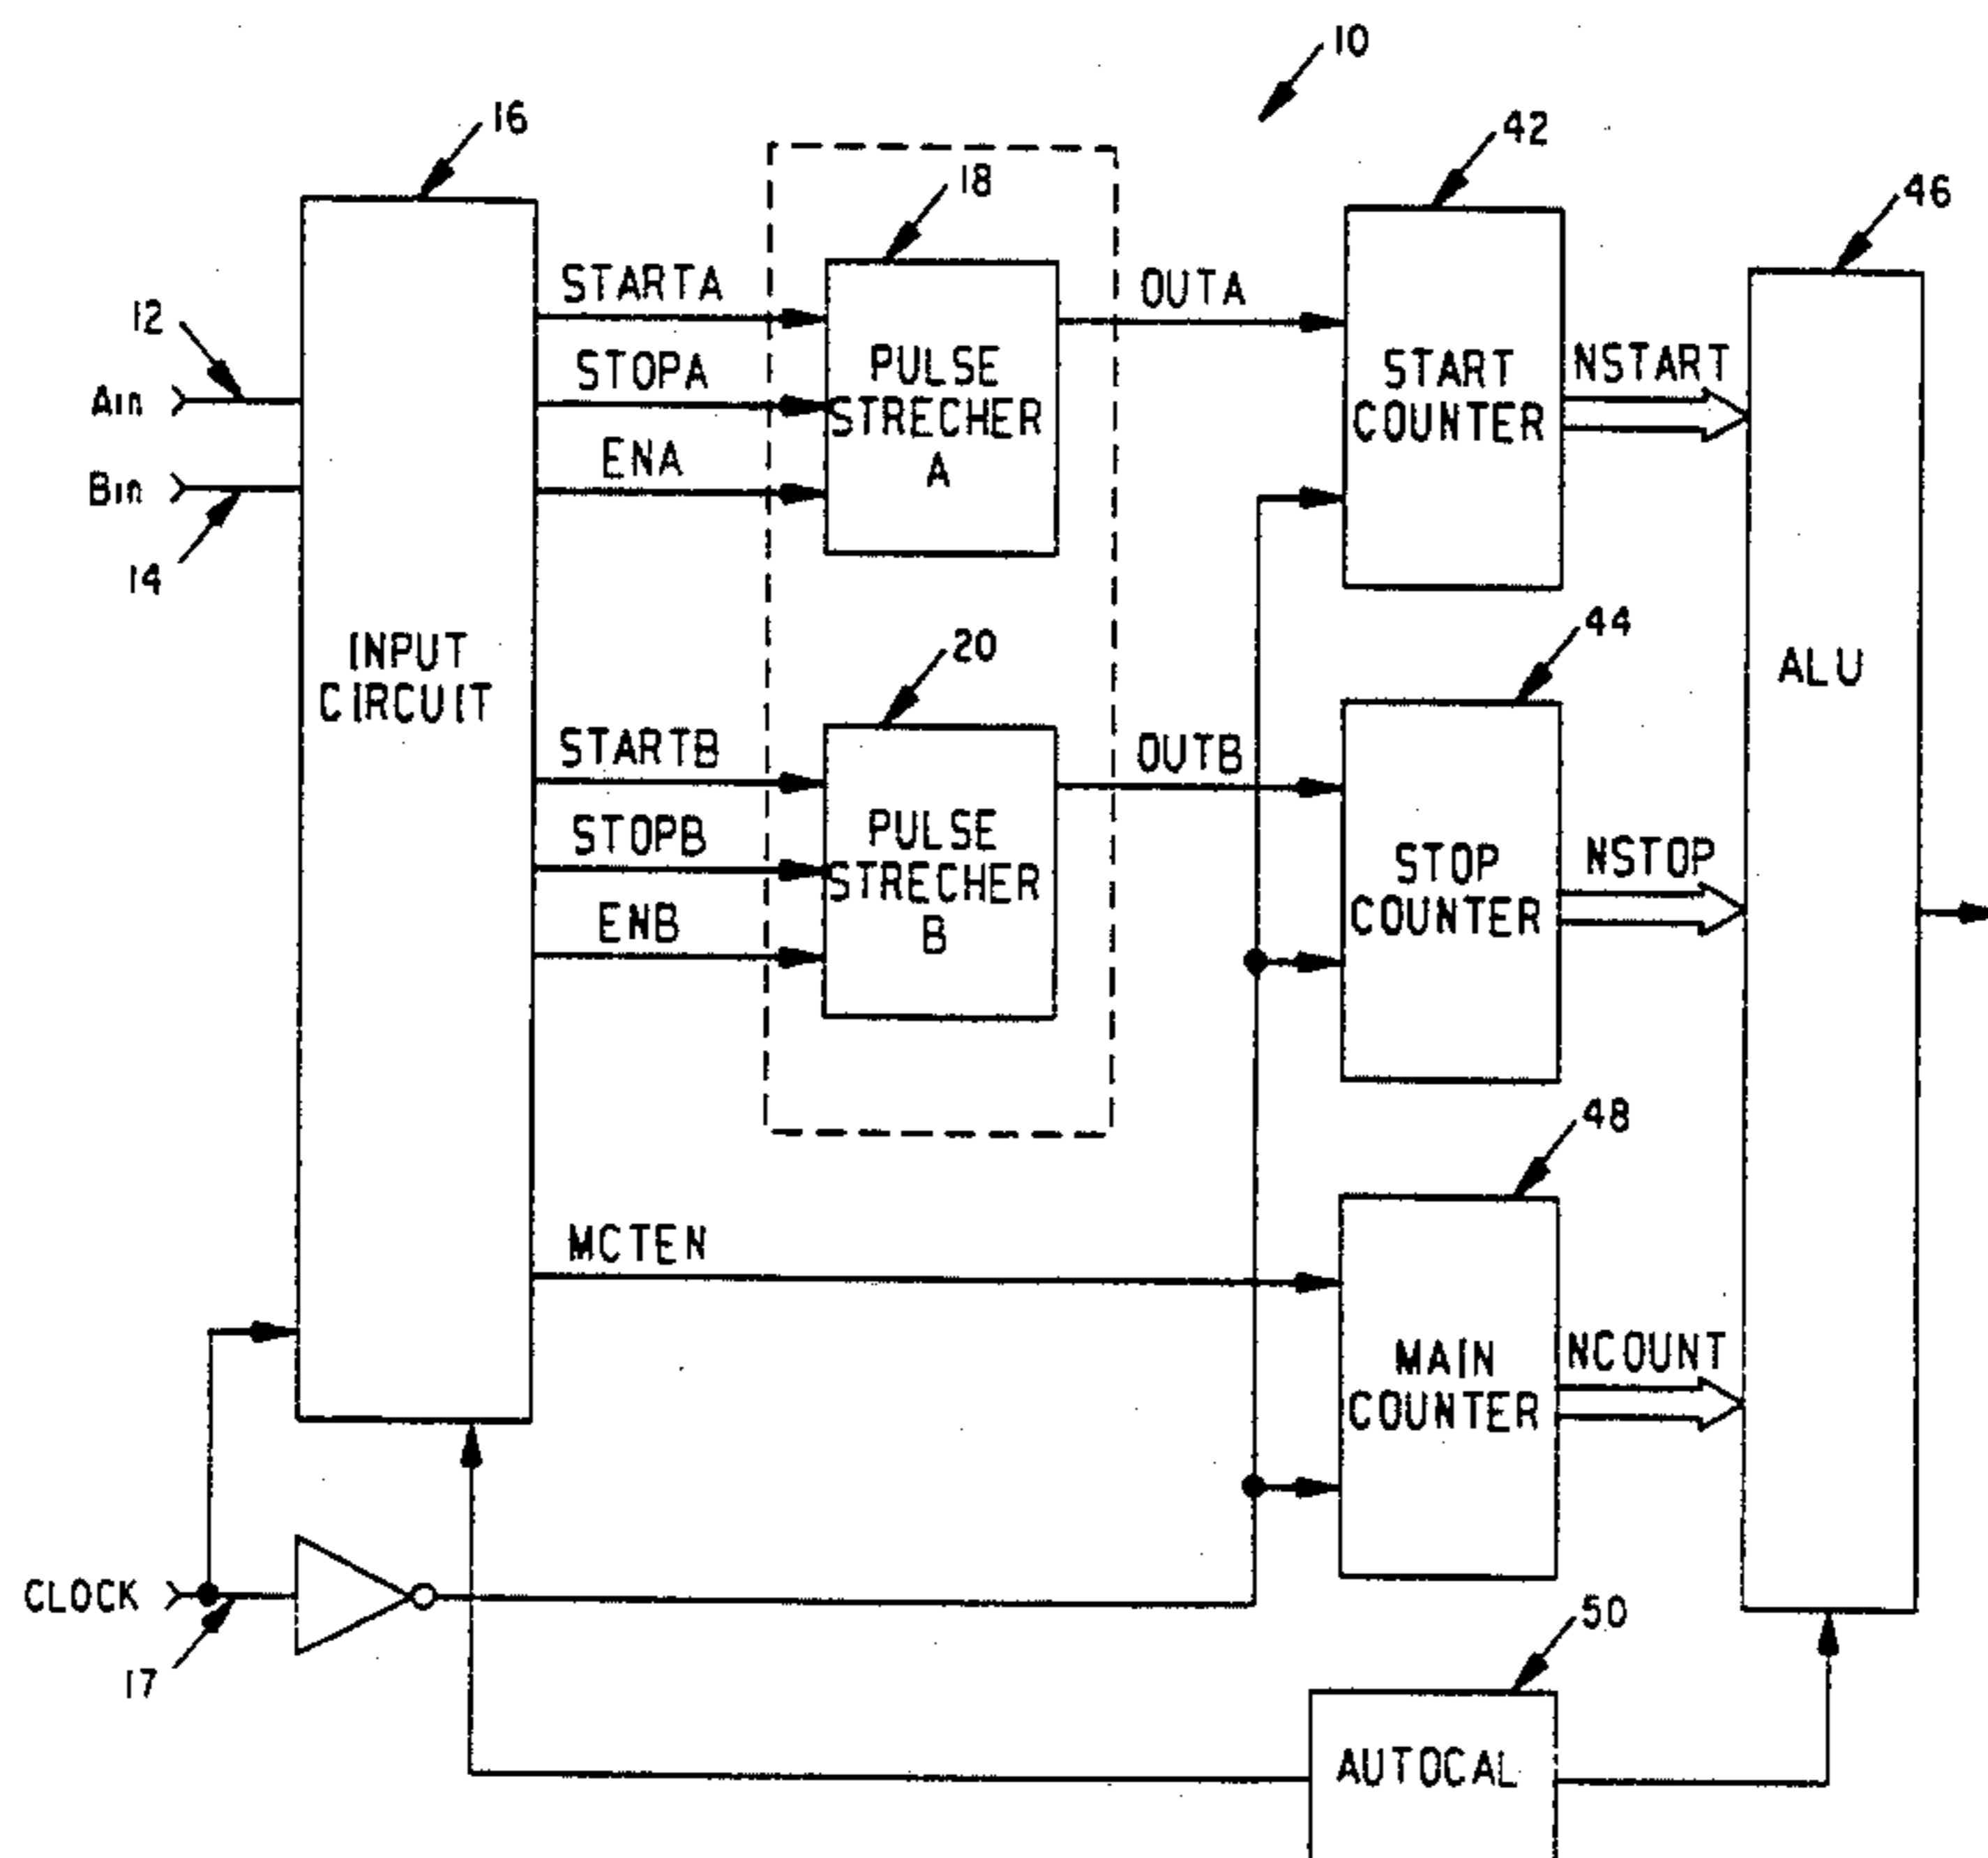 10
16
42
18
46
STARTA
OUTA
12
STOPA
PULSE
STRECHER
A
START
COUNTER
NSTART
Ain
ENA
Bin
14
INPUT
CIRCUIT
20
44
ALU
STARTB
OUTB
STOPB
PULSE
STRECHER
B
STOP
COUNTER
NSTOP
ENB
48
MCTEN
MAIN
COUNTER
NCOUNT
CLOCK
17
50
AUTOCAL